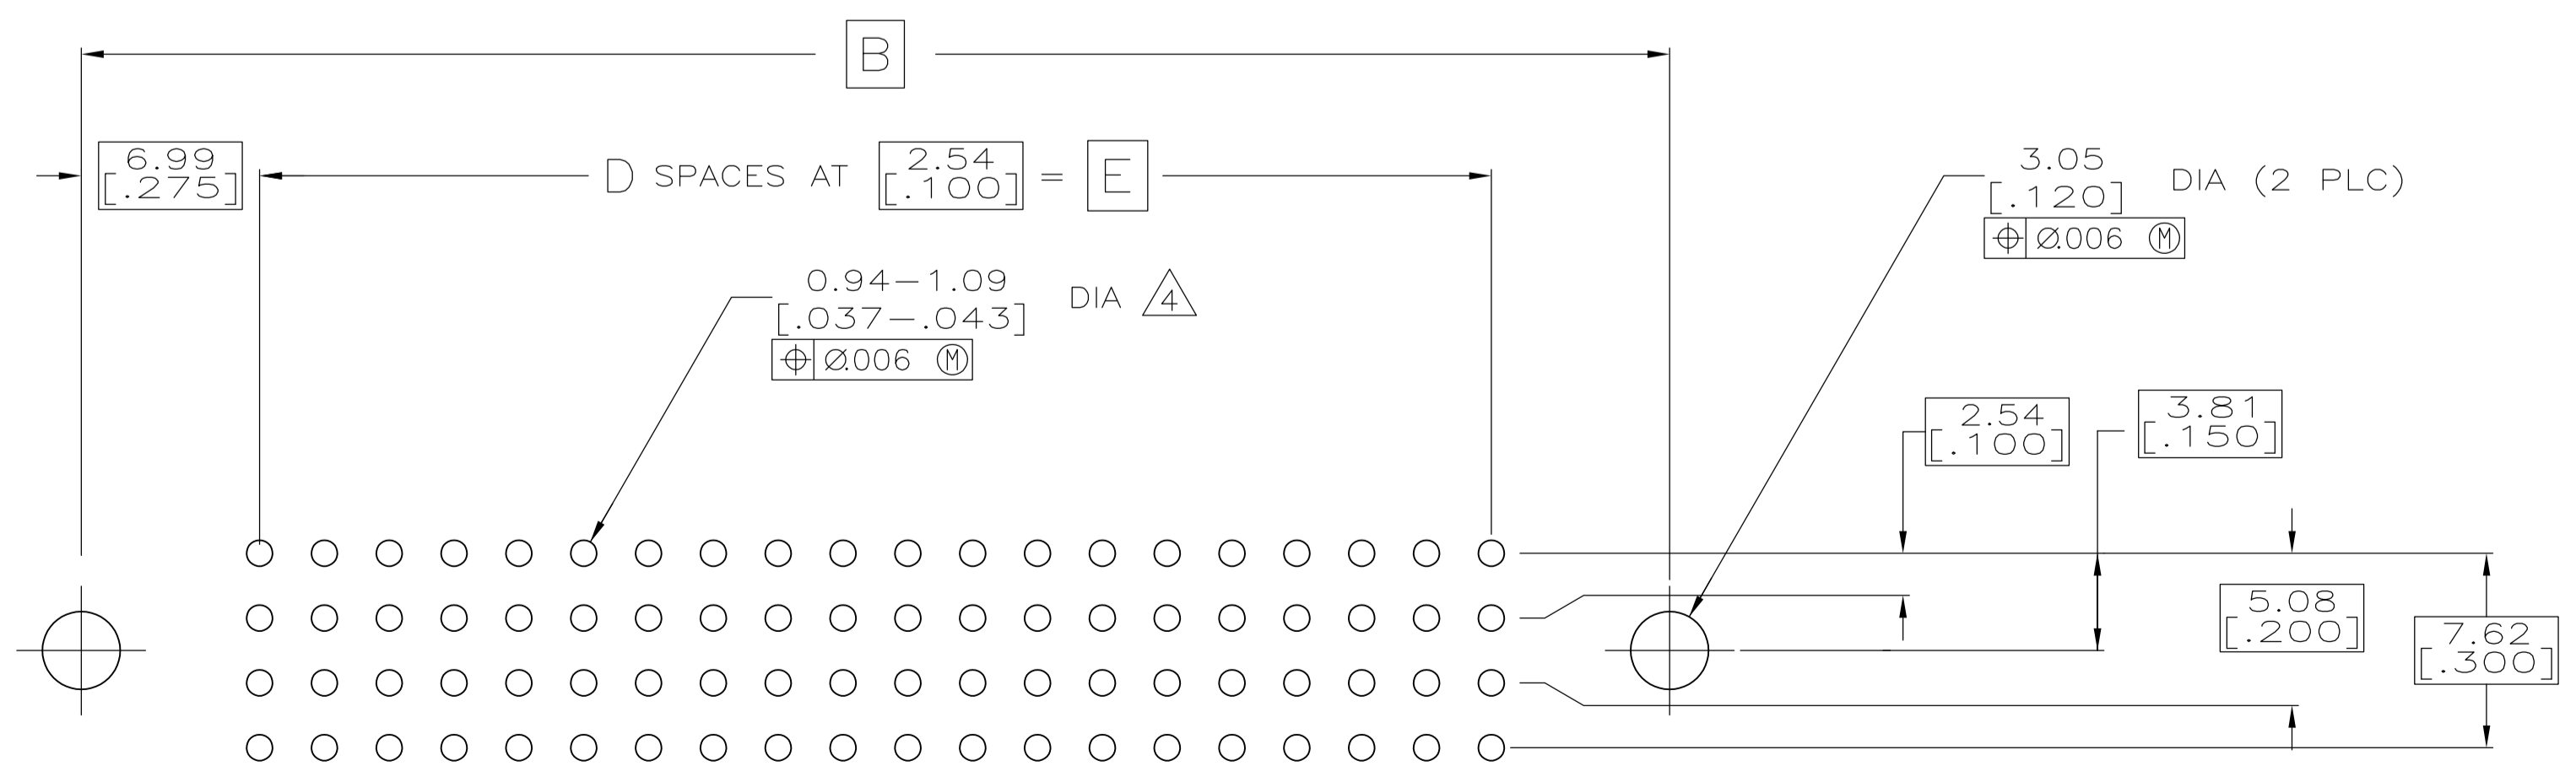 B
6.99
[.275]
D SPACES AT 2.54 [.100] = E
3.05
[.120] DIA (2 PLC)
⌖ Ø.006 Ⓜ
0.94-1.09
[.037-.043] DIA 4
⌖ Ø.006 Ⓜ
2.54
[.100]
3.81
[.150]
5.08
[.200]
7.62
[.300]